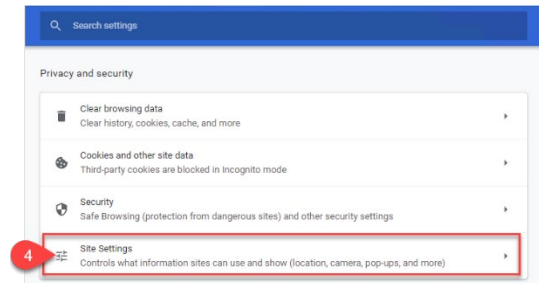 Search settings
Privacy and security
Clear browsing data
Clear history, cookies, cache, and more
Cookies and other site data
Third-party cookies are blocked in Incognito mode
Security
Safe Browsing (protection from dangerous sites) and other security settings
4
Site Settings
Controls what information sites can use and show (location, camera, pop-ups, and more)